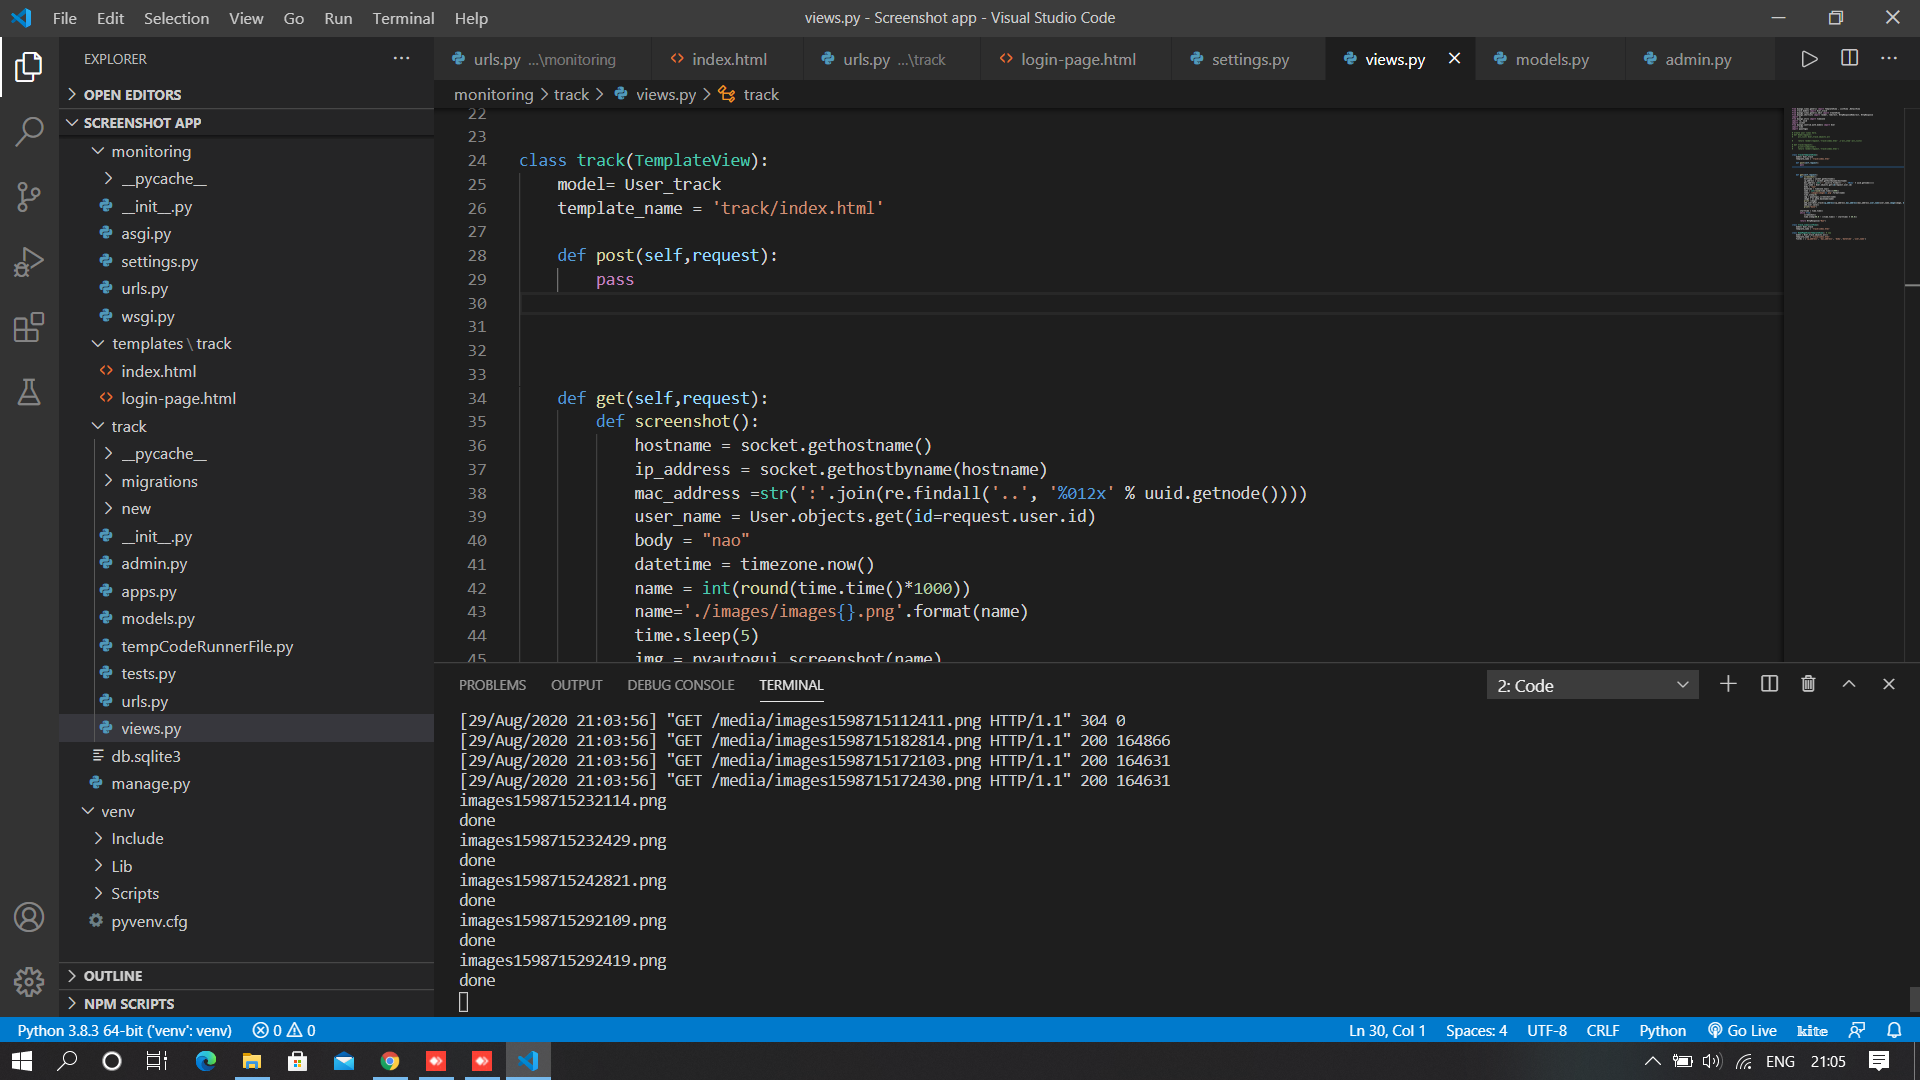 File Edit Selection View Go Run Terminal Help
views.py - Screenshot app - Visual Studio Code
EXPLORER
OPEN EDITORS
SCREENSHOT APP
monitoring
__pycache__
__init__.py
asgi.py
settings.py
urls.py
wsgi.py
templates \ track
index.html
login-page.html
track
__pycache__
migrations
new
__init__.py
admin.py
apps.py
models.py
tempCodeRunnerFile.py
tests.py
urls.py
views.py
db.sqlite3
manage.py
venv
Include
Lib
Scripts
pyvenv.cfg
OUTLINE
NPM SCRIPTS
urls.py ...\monitoring index.html urls.py ...\track login-page.html settings.py views.py models.py admin.py
monitoring > track > views.py > track
22
23
24 class track(TemplateView):
25 model= User_track
26 template_name = 'track/index.html'
27
28 def post(self,request):
29 pass
30
31
32
33
34 def get(self,request):
35 def screenshot():
36 hostname = socket.gethostname()
37 ip_address = socket.gethostbyname(hostname)
38 mac_address =str(':'.join(re.findall('..', '%012x' % uuid.getnode())))
39 user_name = User.objects.get(id=request.user.id)
40 body = "nao"
41 datetime = timezone.now()
42 name = int(round(time.time()*1000))
43 name='./images/images{}.png'.format(name)
44 time.sleep(5)
45 img = pyautogui.screenshot(name)
PROBLEMS OUTPUT DEBUG CONSOLE TERMINAL
2: Code
[29/Aug/2020 21:03:56] "GET /media/images1598715112411.png HTTP/1.1" 304 0
[29/Aug/2020 21:03:56] "GET /media/images1598715182814.png HTTP/1.1" 200 164866
[29/Aug/2020 21:03:56] "GET /media/images1598715172103.png HTTP/1.1" 200 164631
[29/Aug/2020 21:03:56] "GET /media/images1598715172430.png HTTP/1.1" 200 164631
images1598715232114.png
done
images1598715232429.png
done
images1598715242821.png
done
images1598715292109.png
done
images1598715292419.png
done
Python 3.8.3 64-bit ('venv': venv) 0 0
Ln 30, Col 1 Spaces: 4 UTF-8 CRLF Python Go Live kite
ENG 21:05